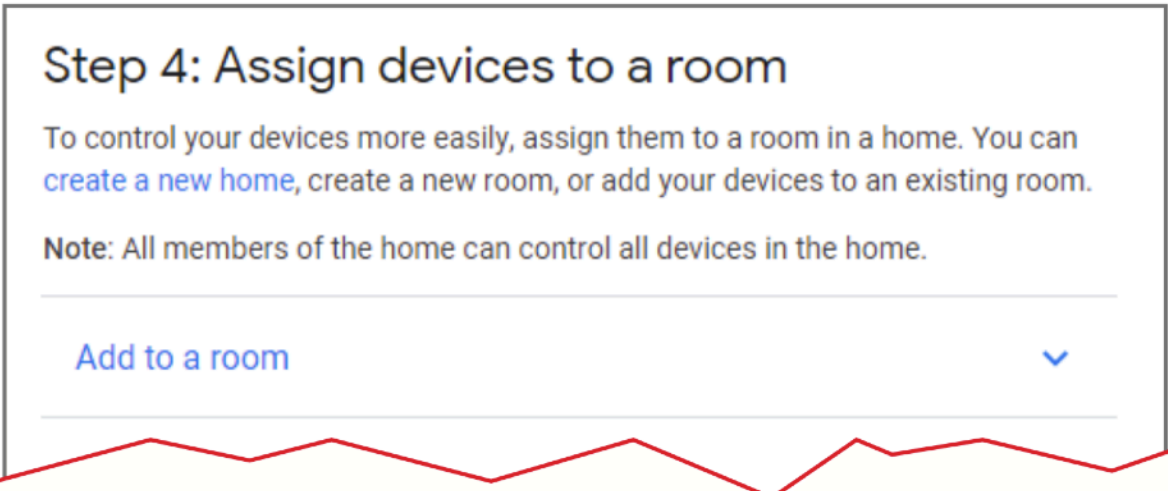 Step 4: Assign devices to a room
To control your devices more easily, assign them to a room in a home. You can
create a new home, create a new room, or add your devices to an existing room.
Note: All members of the home can control all devices in the home.
Add to a room